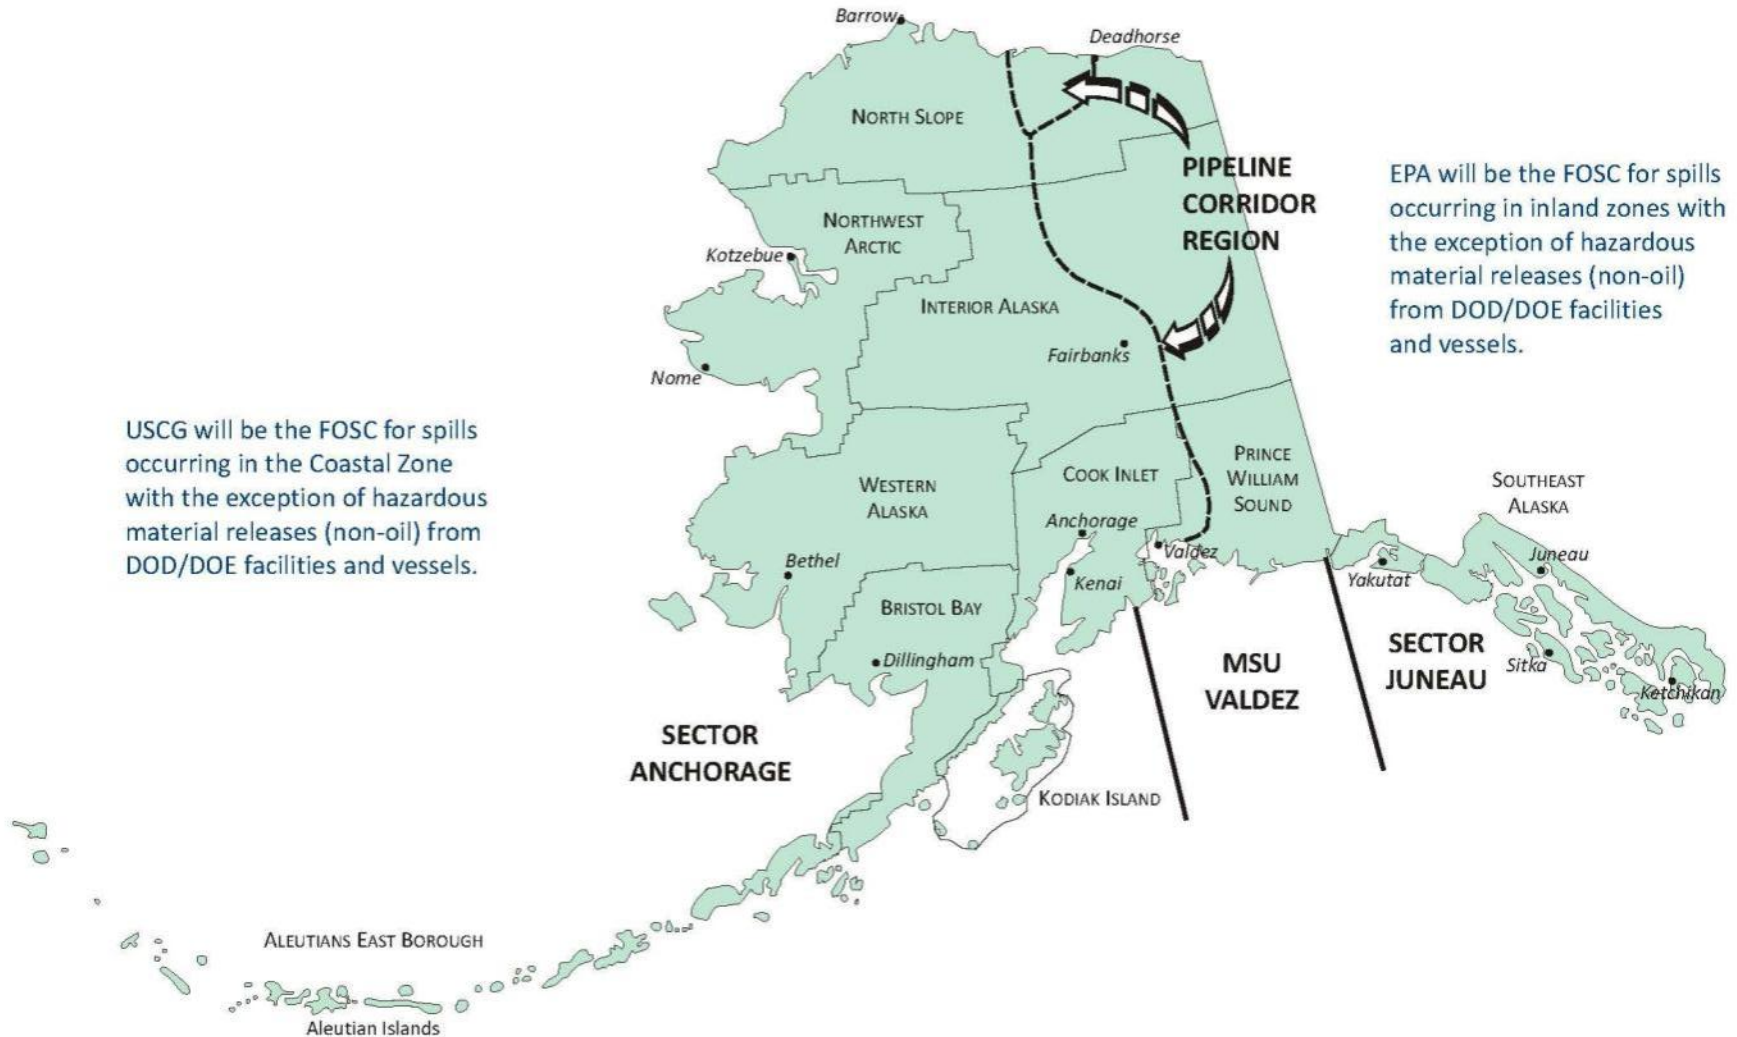 Barrow
Deadhorse
NORTH SLOPE
PIPELINE
CORRIDOR
REGION
EPA will be the FOSC for spills
occurring in inland zones with
the exception of hazardous
material releases (non-oil)
from DOD/DOE facilities
and vessels.
NORTHWEST
ARCTIC
Kotzebue
INTERIOR ALASKA
Fairbanks
Nome
USCG will be the FOSC for spills
occurring in the Coastal Zone
with the exception of hazardous
material releases (non-oil) from
DOD/DOE facilities and vessels.
WESTERN
ALASKA
COOK INLET
PRINCE
WILLIAM
SOUND
SOUTHEAST
ALASKA
Anchorage
Valdez
Juneau
Bethel
Kenai
Yakutat
BRISTOL BAY
Dillingham
SECTOR
JUNEAU
MSU
VALDEZ
Sitka
Ketchikan
SECTOR
ANCHORAGE
KODIAK ISLAND
ALEUTIANS EAST BOROUGH
Aleutian Islands